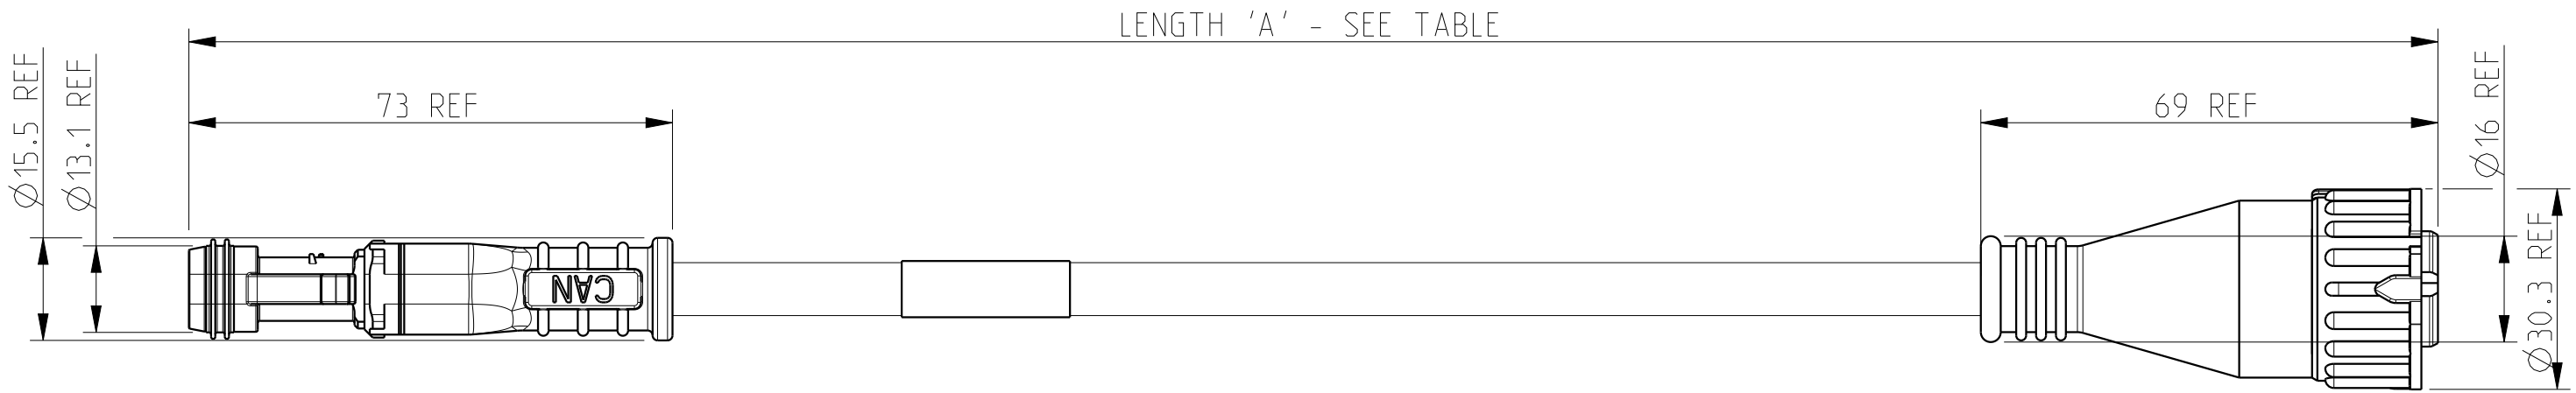 LENGTH 'A' - SEE TABLE
73 REF
69 REF
Ø15.5 REF
Ø13.1 REF
Ø16 REF
Ø30.3 REF
CAN